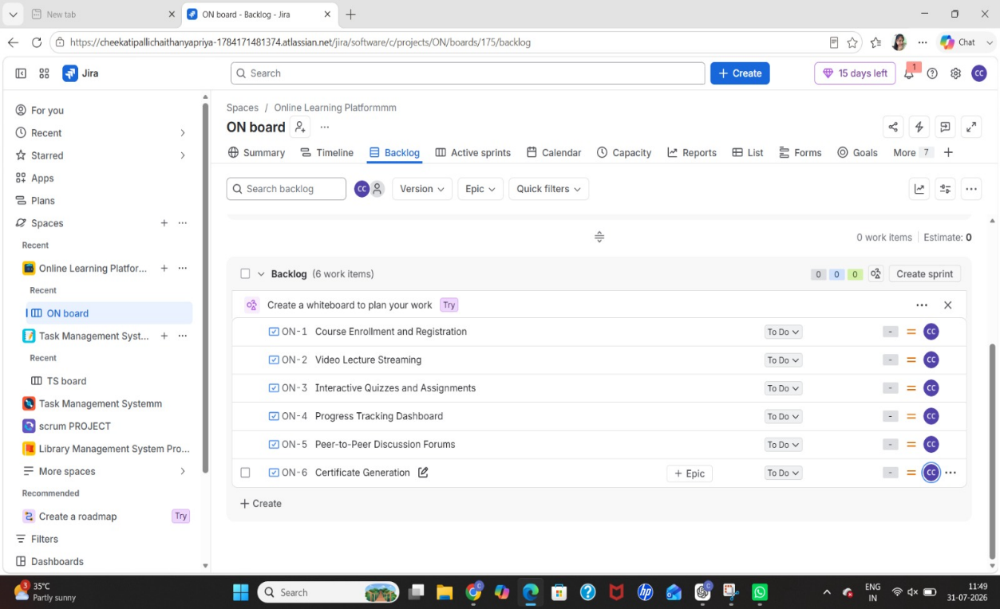 New tab
ON board - Backlog - Jira
https://cheekatipallichaithanyapriya-1784171481374.atlassian.net/jira/software/c/projects/ON/boards/175/backlog
Chat
Jira
Search
Create
15 days left
1
CC
For you
Recent
Starred
Apps
Plans
Spaces
Recent
Online Learning Platfor...
Recent
ON board
Task Management Syst...
Recent
TS board
Task Management Systemm
scrum PROJECT
Library Management System Pro...
More spaces
Recommended
Create a roadmap Try
Filters
Dashboards
Spaces / Online Learning Platformmm
ON board
Summary Timeline Backlog Active sprints Calendar Capacity Reports List Forms Goals More 7
Search backlog CC Version Epic Quick filters
0 work items Estimate: 0
Backlog (6 work items) 0 0 0 Create sprint
Create a whiteboard to plan your work Try
ON-1 Course Enrollment and Registration To Do - CC
ON-2 Video Lecture Streaming To Do - CC
ON-3 Interactive Quizzes and Assignments To Do - CC
ON-4 Progress Tracking Dashboard To Do - CC
ON-5 Peer-to-Peer Discussion Forums To Do - CC
ON-6 Certificate Generation + Epic To Do - CC
+ Create
3
35°C
Partly sunny
Search
hp
C
C
ENG
IN
11:49
31-07-2026